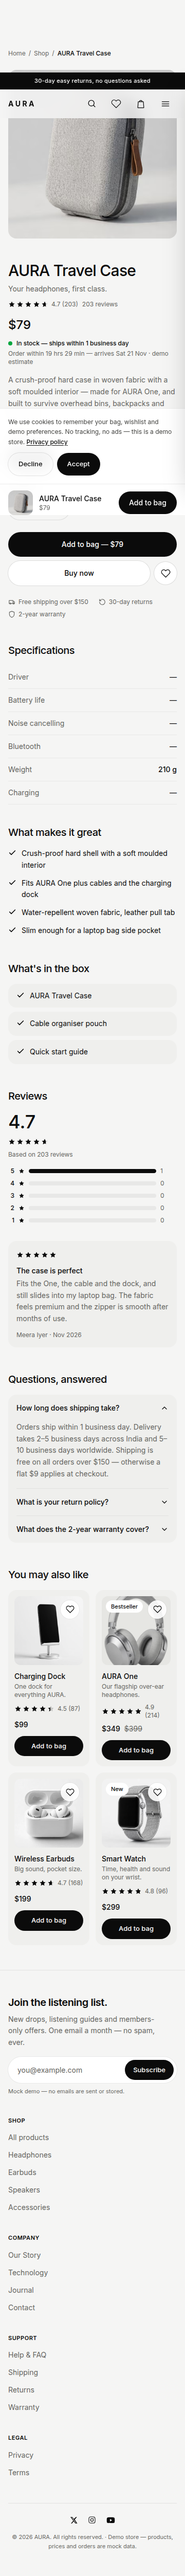 Home / Shop / AURA Travel Case
30-day easy returns, no questions asked
AURA
AURA Travel Case
Your headphones, first class.
4.7 (203) 203 reviews
$79
In stock — ships within 1 business day
Order within 19 hrs 29 min — arrives Sat 21 Nov · demo
estimate
A crush-proof hard case in woven fabric with a
soft moulded interior — made for AURA One, and
built to survive overhead bins, backpacks and
We use cookies to remember your bag, wishlist and
demo preferences. No tracking, no ads — this is a demo
store. Privacy policy
Decline
Accept
AURA Travel Case
$79
Add to bag
Add to bag — $79
Buy now
Free shipping over $150
30-day returns
2-year warranty
Specifications
Driver —
Battery life —
Noise cancelling —
Bluetooth —
Weight 210 g
Charging —
What makes it great
Crush-proof hard shell with a soft moulded
interior
Fits AURA One plus cables and the charging
dock
Water-repellent woven fabric, leather pull tab
Slim enough for a laptop bag side pocket
What's in the box
AURA Travel Case
Cable organiser pouch
Quick start guide
Reviews
4.7
Based on 203 reviews
5 1
4 0
3 0
2 0
1 0
The case is perfect
Fits the One, the cable and the dock, and
still slides into my laptop bag. The fabric
feels premium and the zipper is smooth after
months of use.
Meera Iyer · Nov 2026
Questions, answered
How long does shipping take?
Orders ship within 1 business day. Delivery
takes 2–5 business days across India and 5–
10 business days worldwide. Shipping is
free on all orders over $150 — otherwise a
flat $9 applies at checkout.
What is your return policy?
What does the 2-year warranty cover?
You may also like
Charging Dock
One dock for
everything AURA.
4.5 (87)
$99
Add to bag
Bestseller
AURA One
Our flagship over-ear
headphones.
4.9
(214)
$349 $399
Add to bag
Wireless Earbuds
Big sound, pocket size.
4.7 (168)
$199
Add to bag
New
Smart Watch
Time, health and sound
on your wrist.
4.8 (96)
$299
Add to bag
Join the listening list.
New drops, listening guides and members-
only offers. One email a month — no spam,
ever.
you@example.com
Subscribe
Mock demo — no emails are sent or stored.
SHOP
All products
Headphones
Earbuds
Speakers
Accessories
COMPANY
Our Story
Technology
Journal
Contact
SUPPORT
Help & FAQ
Shipping
Returns
Warranty
LEGAL
Privacy
Terms
© 2026 AURA. All rights reserved. · Demo store — products,
prices and orders are mock data.